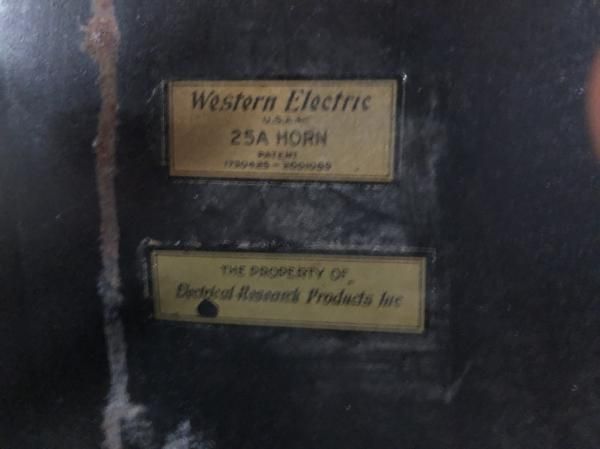 Western Electric
U.S.A.
25A HORN
PATENT
THE PROPERTY OF
Electrical Research Products Inc